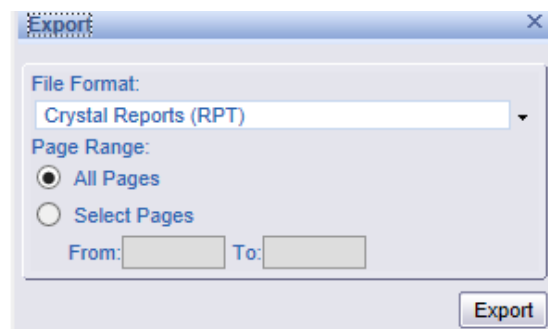 Export
File Format:
Crystal Reports (RPT)
Page Range:
All Pages
Select Pages
From: To:
Export